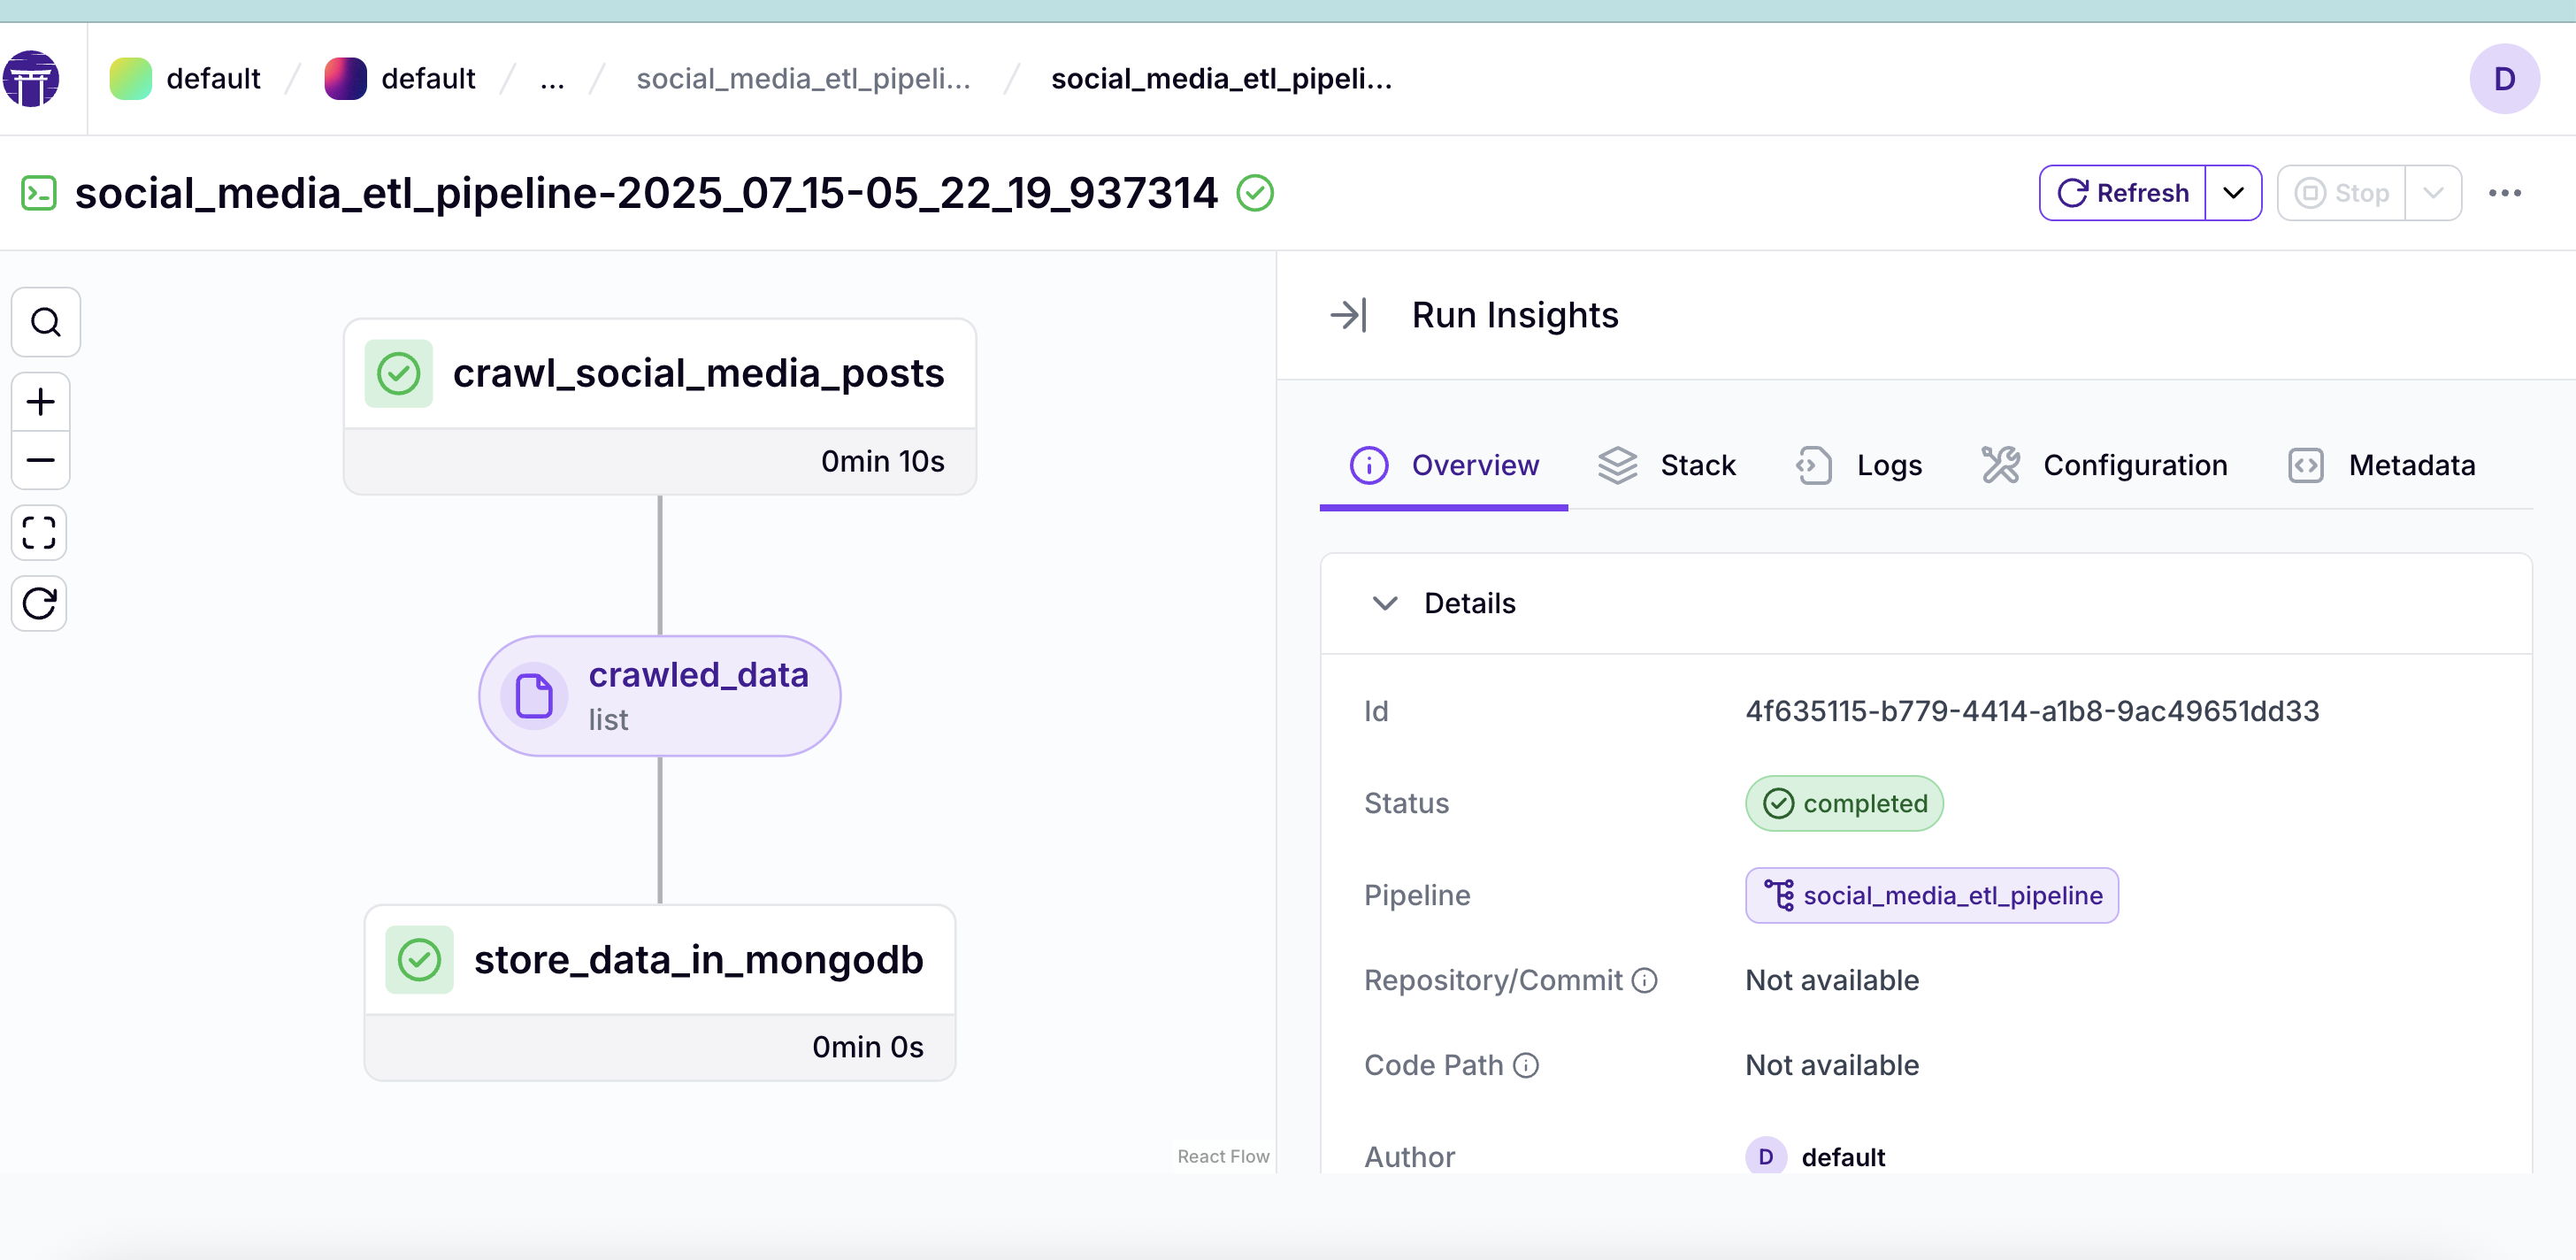 default / default / ... / social_media_etl_pipeli... / social_media_etl_pipeli...
D
social_media_etl_pipeline-2025_07_15-05_22_19_937314
Refresh
Stop
crawl_social_media_posts
0min 10s
crawled_data
list
store_data_in_mongodb
0min 0s
React Flow
Run Insights
Overview
Stack
Logs
Configuration
Metadata
Details
Id
4f635115-b779-4414-a1b8-9ac49651dd33
Status
completed
Pipeline
social_media_etl_pipeline
Repository/Commit
Not available
Code Path
Not available
Author
D default